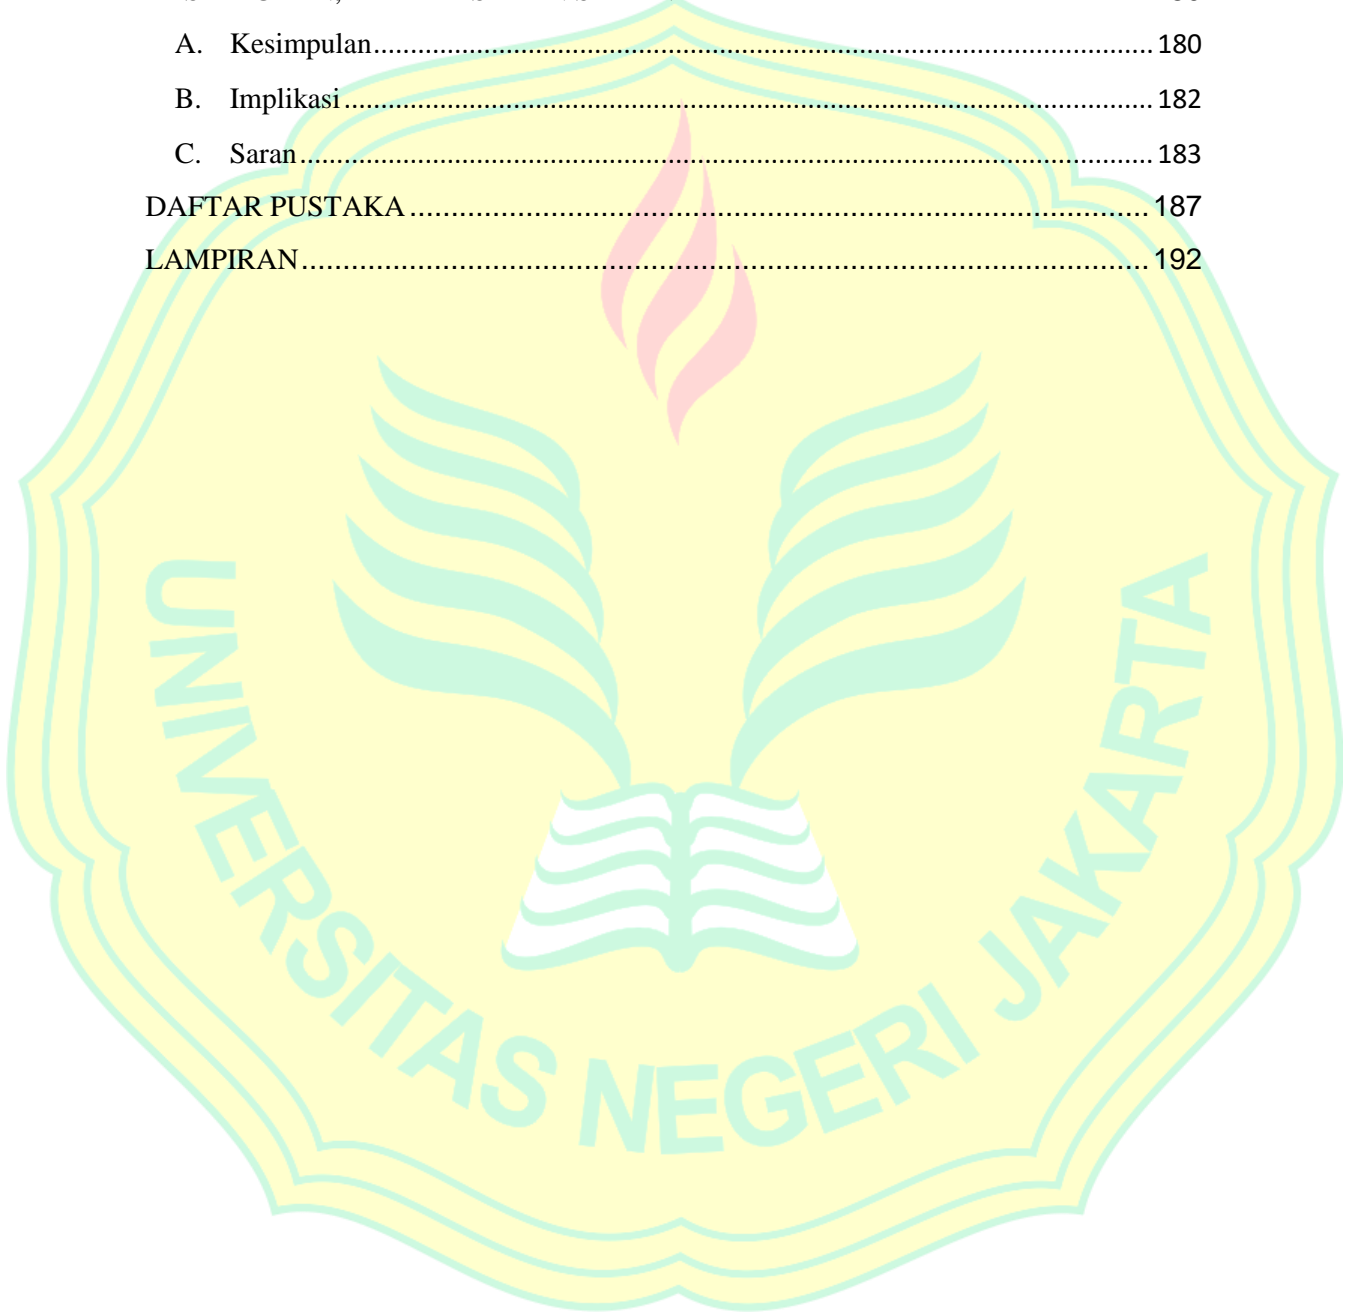 A. Kesimpulan.......... 180
B. Implikasi.......... 182
C. Saran.......... 183
DAFTAR PUSTAKA.......... 187
LAMPIRAN.......... 192
UNIVERSITAS NEGERI JAKARTA